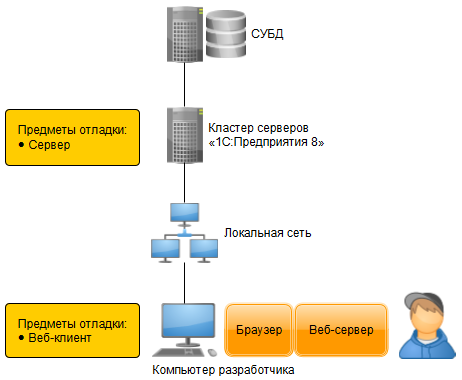 СУБД
Предметы отладки:
● Сервер
Кластер серверов
«1С:Предприятия 8»
Локальная сеть
Предметы отладки:
● Веб-клиент
Браузер
Веб-сервер
Компьютер разработчика